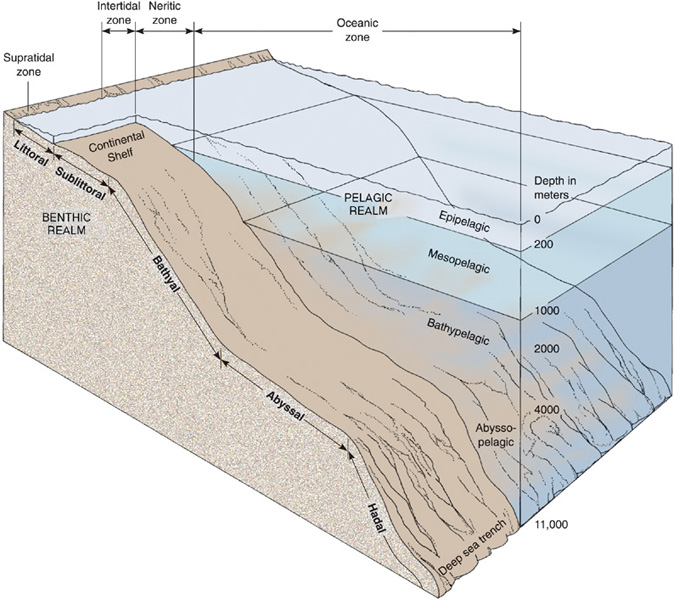 Intertidal
zone
Neritic
zone
Oceanic
zone
Supratidal
zone
Continental
Shelf
Littoral
Sublittoral
BENTHIC
REALM
PELAGIC
REALM
Depth in
meters
0
Epipelagic
200
Mesopelagic
Bathyal
1000
Bathypelagic
2000
Abyssal
4000
Abysso-
pelagic
Hadal
11,000
Deep sea trench